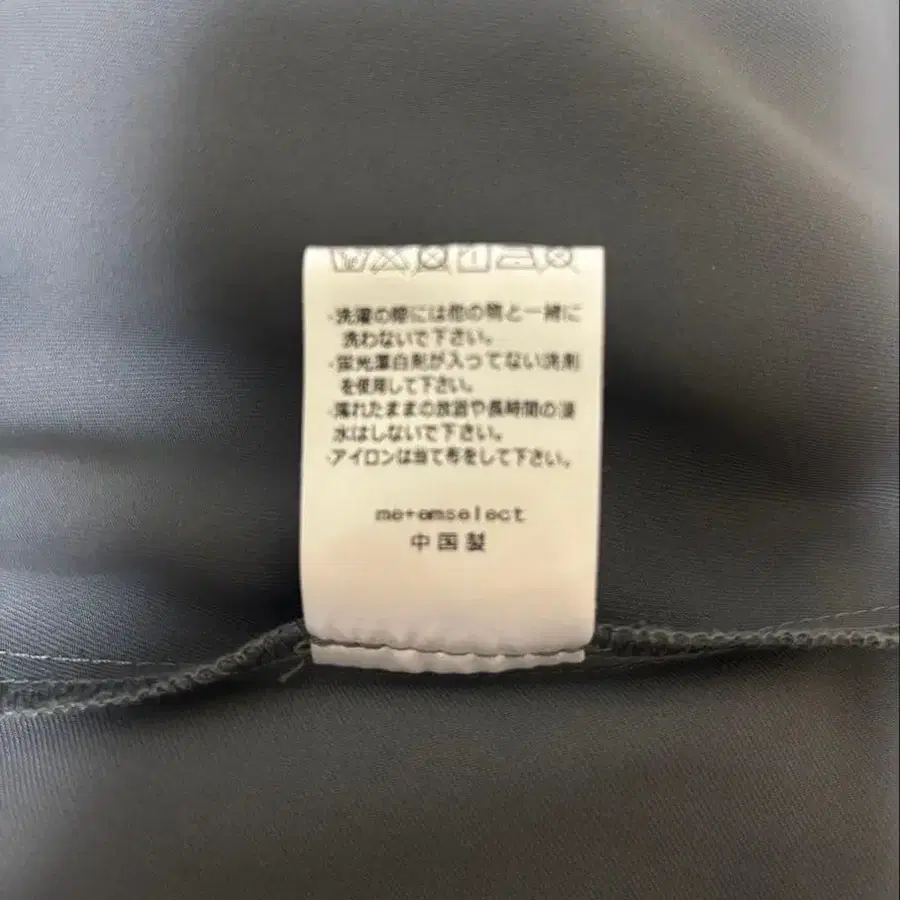 ・洗濯の際には他の物と一緒に
洗わないで下さい。
・蛍光漂白剤が入ってない洗剤
を使用して下さい。
・濡れたままの放置や長時間の浸
水はしないで下さい。
・アイロンは当て布をして下さい。
me+amselect
中国製